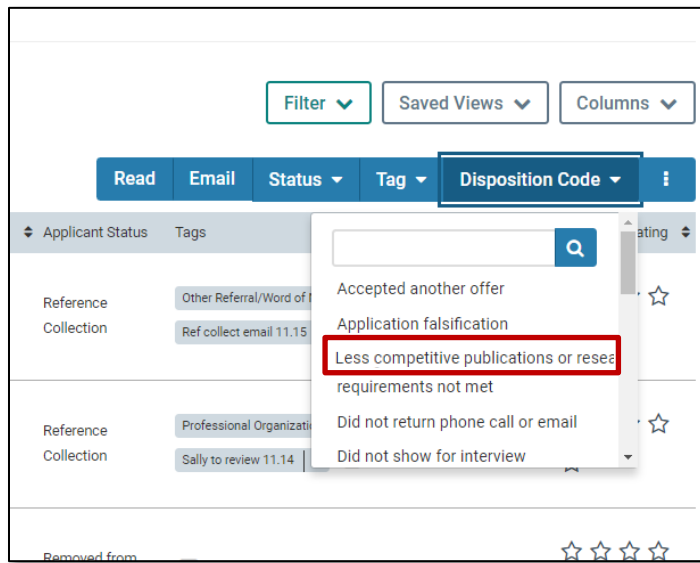 Filter Saved Views Columns
Read Email Status Tag Disposition Code
Applicant Status Tags ating
Accepted another offer
Application falsification
Less competitive publications or resea
requirements not met
Did not return phone call or email
Did not show for interview
Reference
Collection
Other Referral/Word of
Ref collect email 11.15
Reference
Collection
Professional Organizati
Sally to review 11.14
Removed from